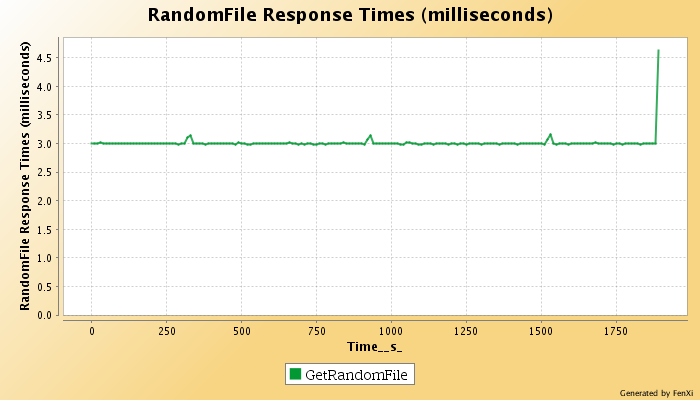 RandomFile Response Times (milliseconds)
RandomFile Response Times (milliseconds)
4.5
4.0
3.5
3.0
2.5
2.0
1.5
1.0
0.5
0.0
0 250 500 750 1000 1250 1500 1750
Time__s_
GetRandomFile
Generated by FenXi